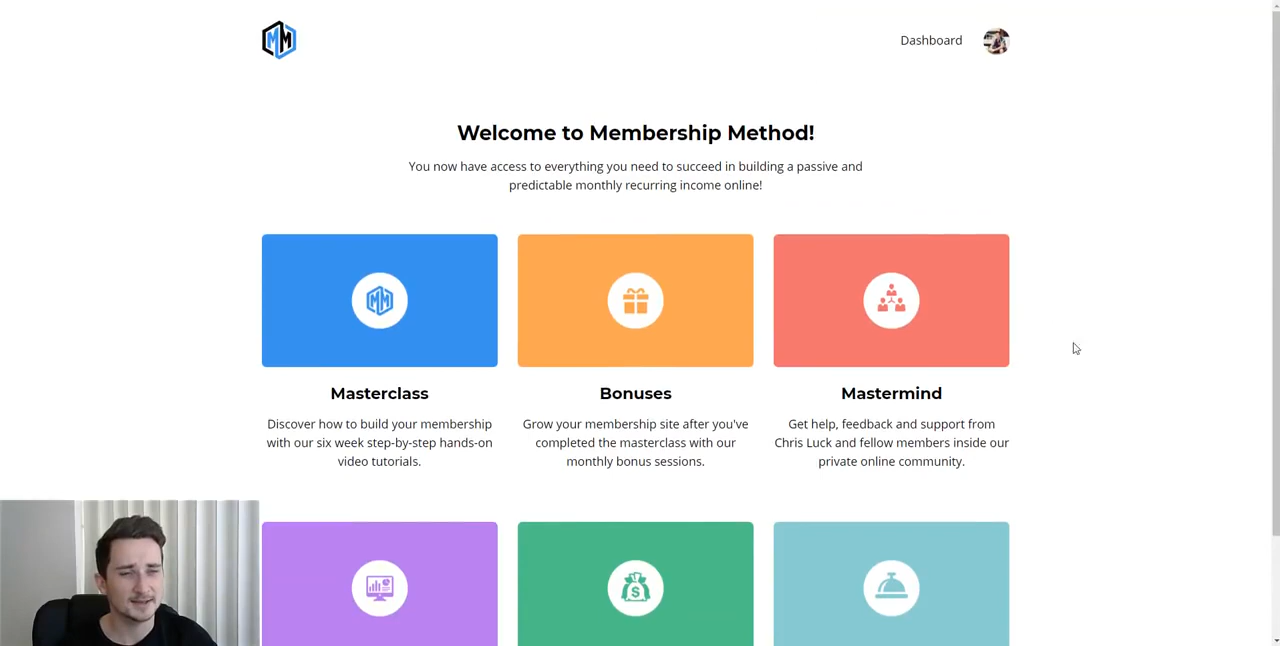 Dashboard
Welcome to Membership Method!
You now have access to everything you need to succeed in building a passive and
predictable monthly recurring income online!
Masterclass
Discover how to build your membership
with our six week step-by-step hands-on
video tutorials.
Bonuses
Grow your membership site after you've
completed the masterclass with our
monthly bonus sessions.
Mastermind
Get help, feedback and support from
Chris Luck and fellow members inside our
private online community.